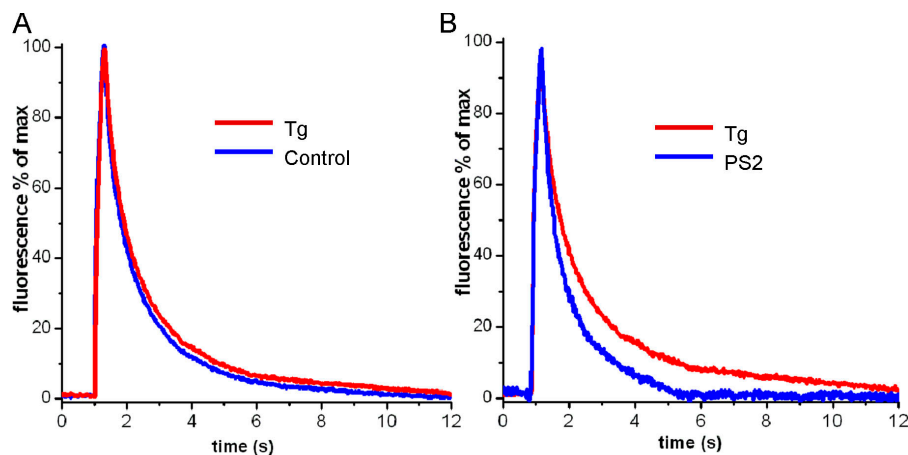 A
fluorescence % of max
100
80
60
40
20
0
Tg
Control
0 2 4 6 8 10 12
time (s)
B
fluorescence % of max
100
80
60
40
20
0
Tg
PS2
0 2 4 6 8 10 12
time (s)